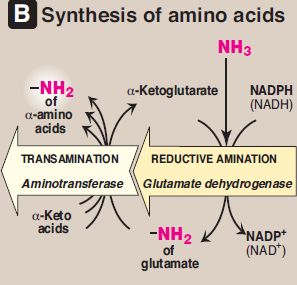 B Synthesis of amino acids
NH3
–NH2
of
α-amino
acids
α-Ketoglutarate
NADPH
(NADH)
TRANSAMINATION
Aminotransferase
REDUCTIVE AMINATION
Glutamate dehydrogenase
α-Keto
acids
–NH2
of
glutamate
NADP+
(NAD+)